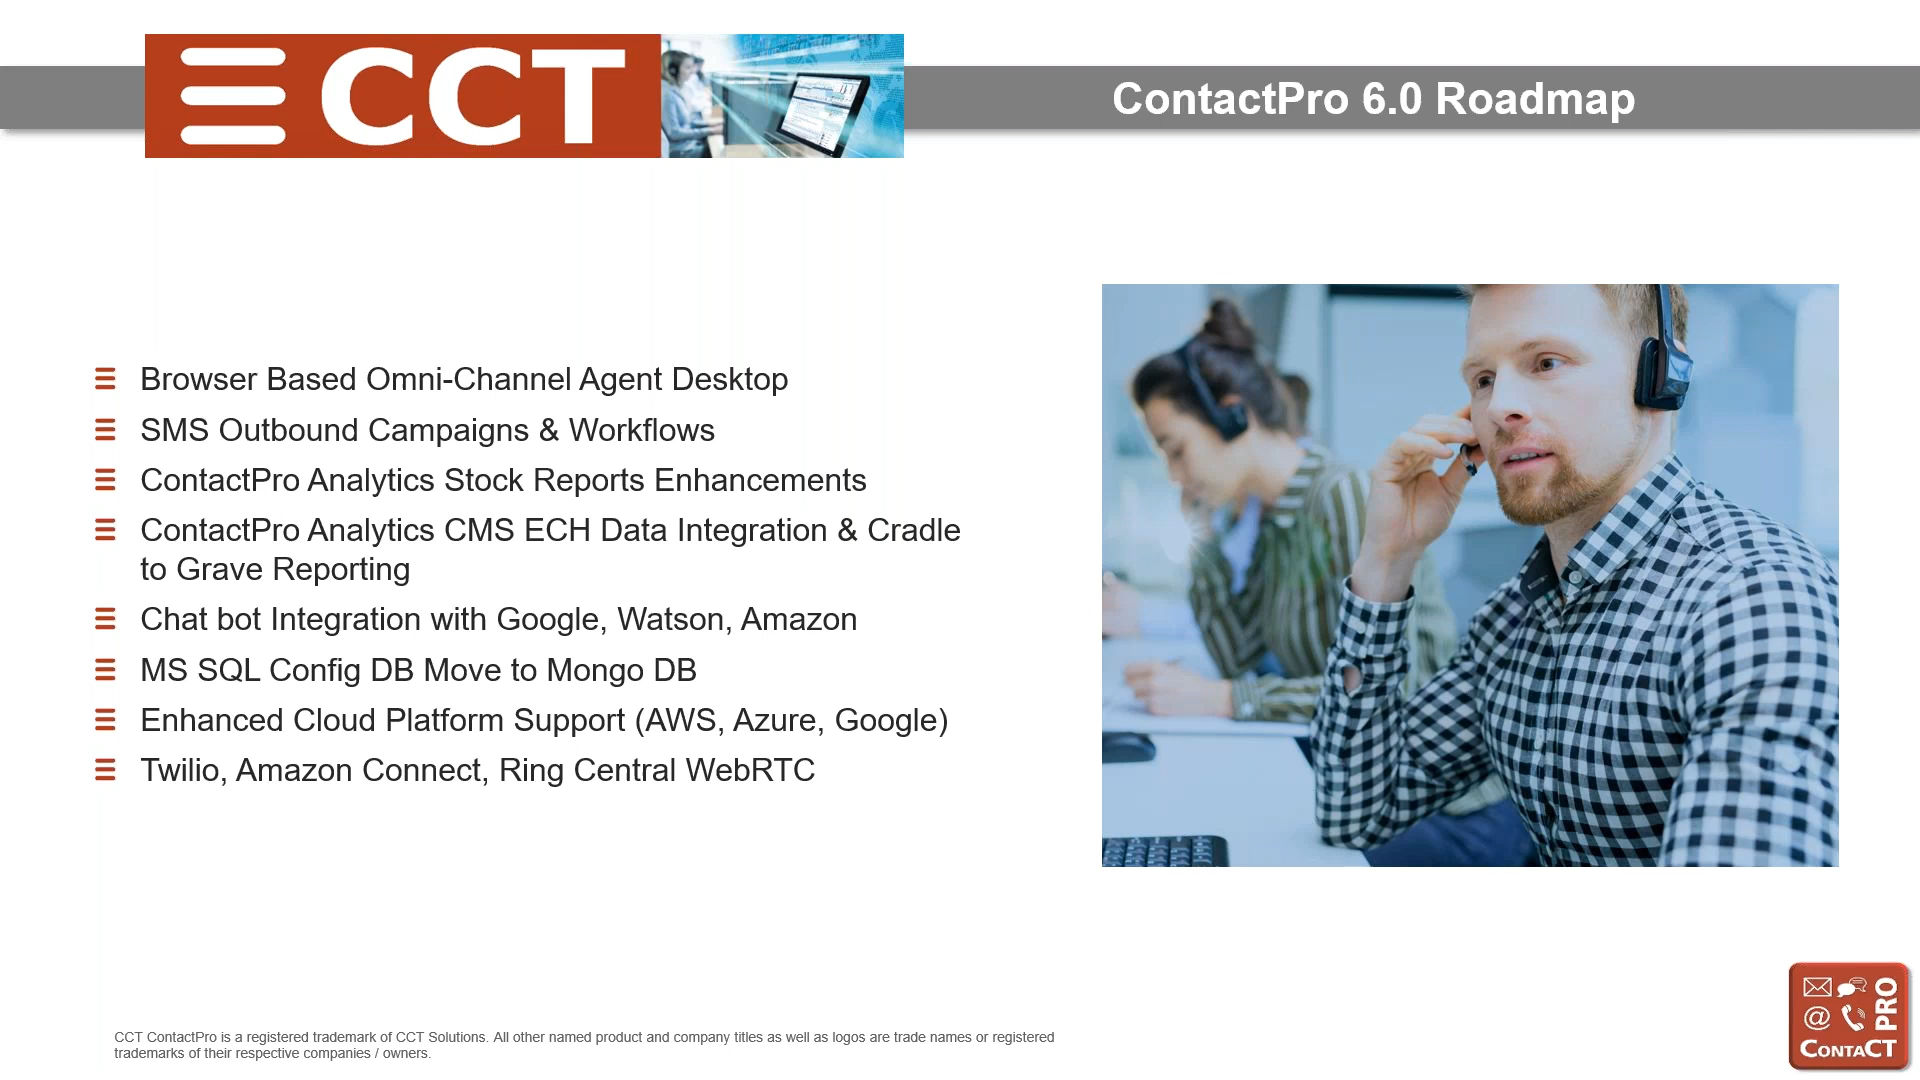 CCT
ContactPro 6.0 Roadmap
Browser Based Omni-Channel Agent Desktop
SMS Outbound Campaigns & Workflows
ContactPro Analytics Stock Reports Enhancements
ContactPro Analytics CMS ECH Data Integration & Cradle
to Grave Reporting
Chat bot Integration with Google, Watson, Amazon
MS SQL Config DB Move to Mongo DB
Enhanced Cloud Platform Support (AWS, Azure, Google)
Twilio, Amazon Connect, Ring Central WebRTC
CCT ContactPro is a registered trademark of CCT Solutions. All other named product and company titles as well as logos are trade names or registered
trademarks of their respective companies / owners.
@
PRO
CONTACT